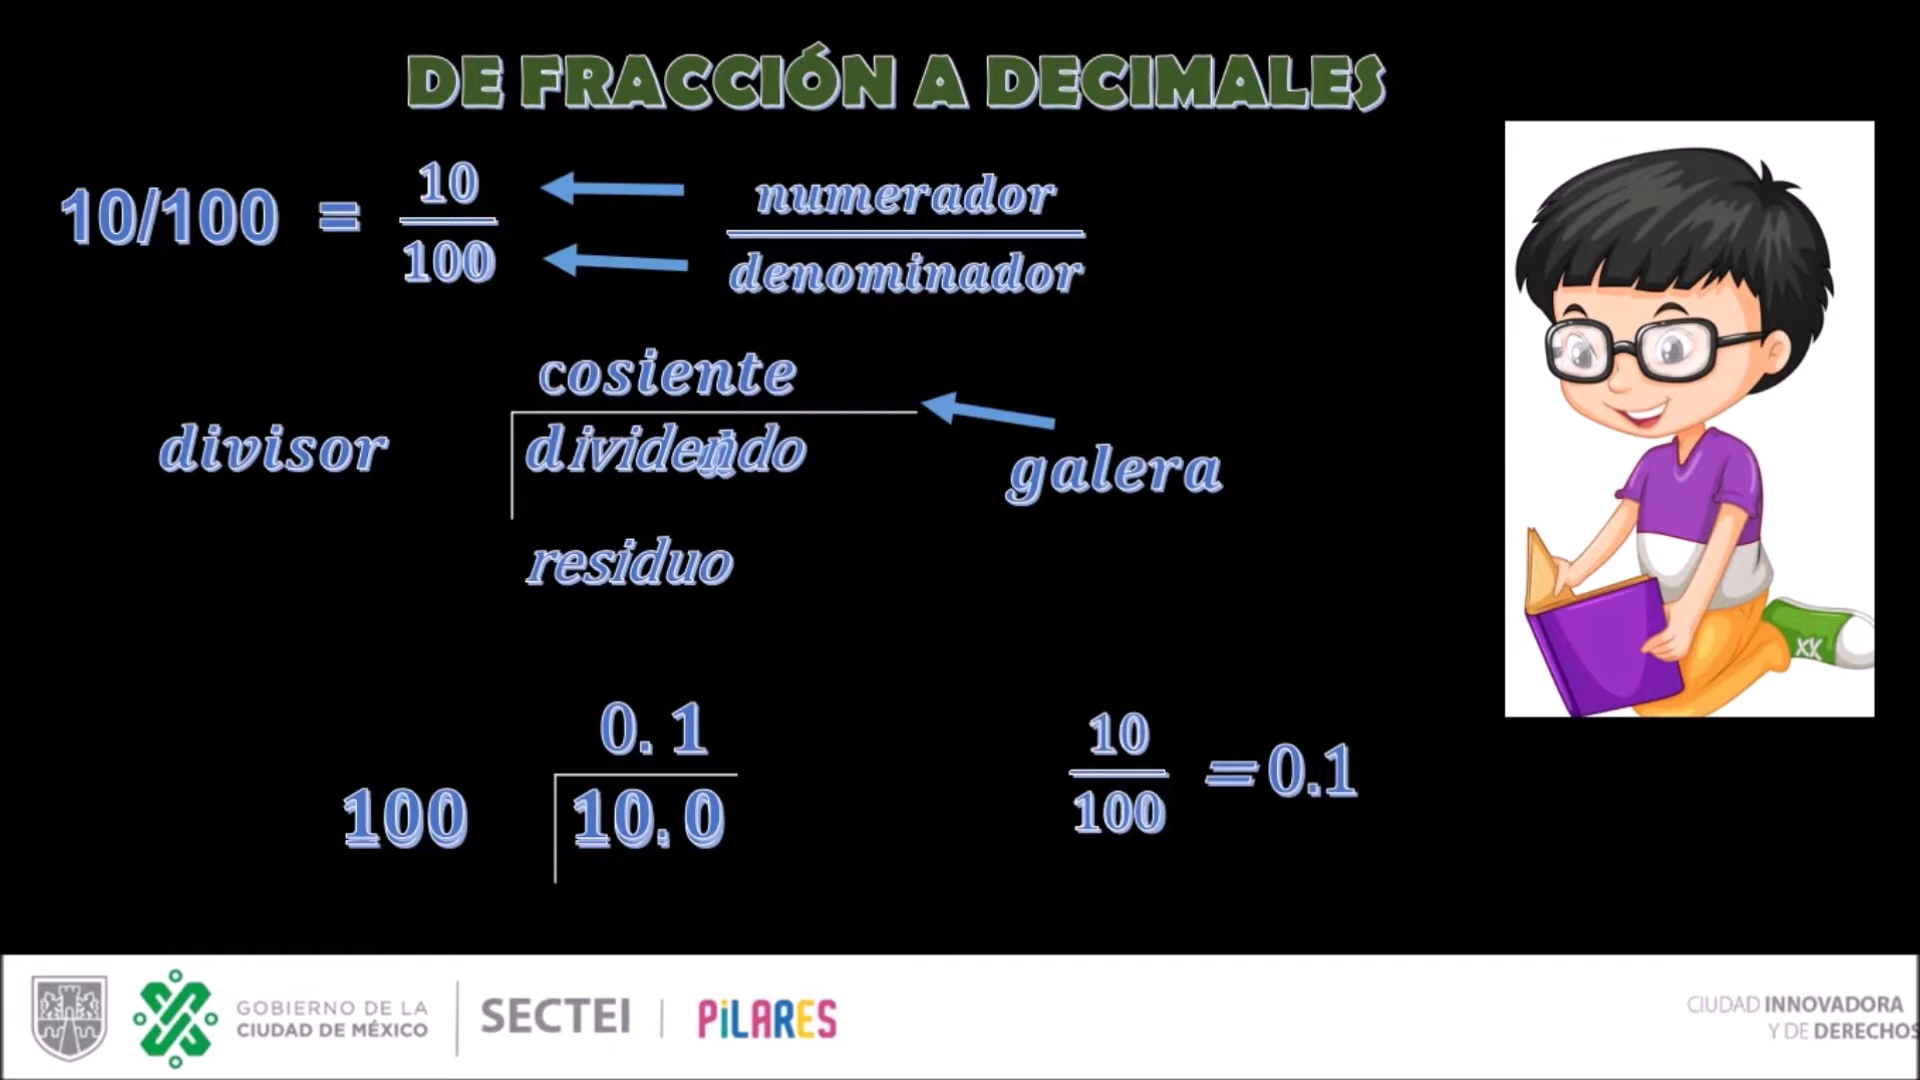 DE FRACCIÓN A DECIMALES
10/100 = 10/100
numerador
denominador
cosiente
divisor dividendo
galera
residuo
0. 1
100 10. 0
10/100 = 0.1
XX
GOBIERNO DE LA
CIUDAD DE MÉXICO
SECTEI
PiLARES
CIUDAD INNOVADORA
Y DE DERECHOS